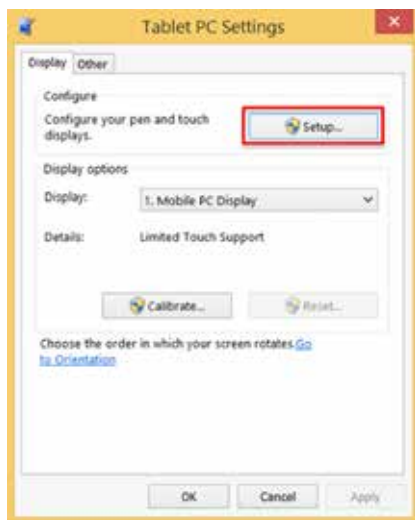 Tablet PC Settings
Display Other
Configure
Configure your pen and touch
displays.
Setup...
Display options
Display: 1. Mobile PC Display
Details: Limited Touch Support
Calibrate... Reset...
Choose the order in which your screen rotates.Go
to Orientation
OK Cancel Apply